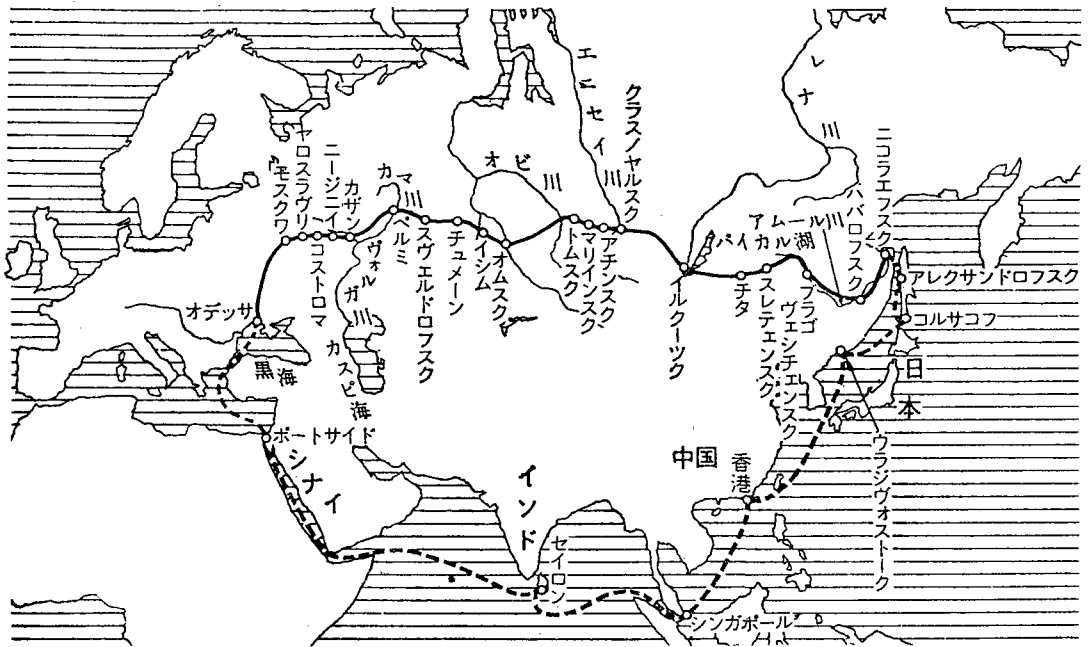 エニセイ川
レナ川
クラスノヤルスク
ニコラエフスク
オビ川
ヤロスラヴリ
モスクワ
ニージニイ
カザン
カマ川
ハバロフスク
アムール川
バイカル湖
コストロマ
ヴォルガ川
ペルミ
スヴェルドロフスク
チュメーン
イシム
オムスク
トムスク
マリインスク
アチンスク
イルクーツク
チタ
スレテンスク
ブラゴ
ヴェシチェンスク
アレクサンドロフスク
コルサコフ
オデッサ
黒海
カスピ海
日本
ポートサイド
シナイ
インド
中国
香港
ウラジヴォストーク
セイロン
シンガポール